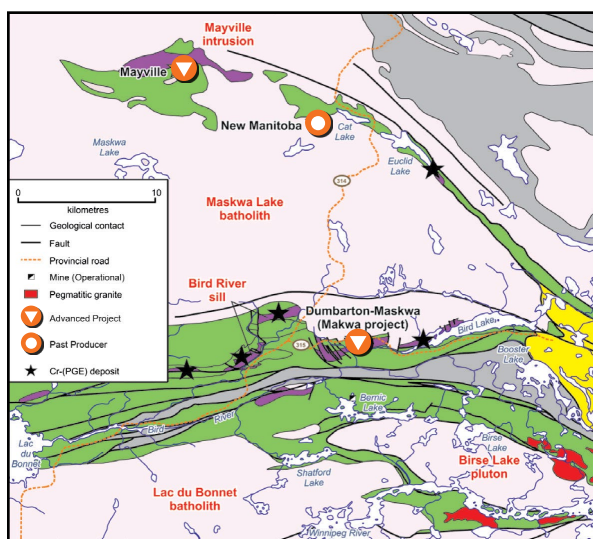 Mayville
intrusion
Mayville
New Manitoba
Cat
Lake
Maskwa
Lake
Euclid
Lake
314
0
10
kilometres
Geological contact
Fault
Provincial road
Mine (Operational)
Pegmatitic granite
Advanced Project
Past Producer
Cr-(PGE) deposit
Maskwa Lake
batholith
Bird River
sill
Dumbarton-Maskwa
(Makwa project)
Bird Lake
315
Booster
Lake
Bernic
Lake
Bird
River
Lac
du
Bonnet
Birse
Lake
Birse Lake
pluton
Shatford
Lake
Lac du Bonnet
batholith
Winnipeg River